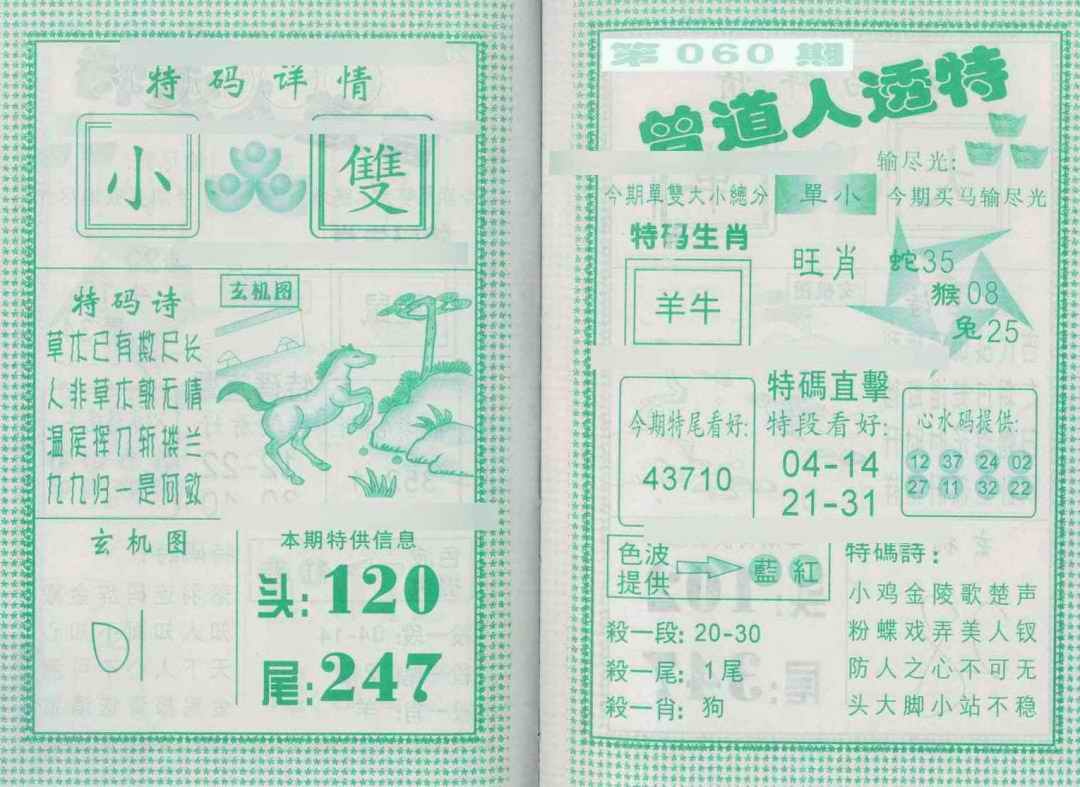 特码详情
小 雙
特码诗
草木已有数尺长
人非草木孰无情
温侯挥刀斩搂兰
九九归一是何数
玄机图
玄机图
本期特供信息
头:120
尾:247
第 060 期
曾道人透特
输尽光:
今期單雙大小總分 單小 今期买马输尽光
特码生肖
羊牛
旺肖
蛇35
猴08
兔25
今期特尾看好:
43710
特碼直擊
特段看好:
04-14
21-31
心水码提供:
12 37 24 02
27 11 32 22
色波提供 藍 紅
殺一段: 20-30
殺一尾: 1尾
殺一肖: 狗
特碼詩:
小鸡金陵歌楚声
粉蝶戏弄美人钗
防人之心不可无
头大脚小站不稳